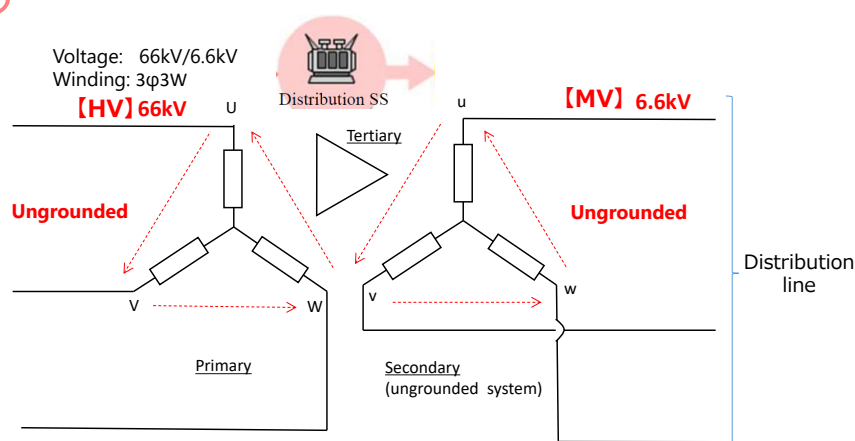 Voltage: 66kV/6.6kV
Winding: 3φ3W
【HV】66kV
U
Distribution SS
u
【MV】6.6kV
Tertiary
Ungrounded
Ungrounded
Distribution
line
V
W
v
w
Primary
Secondary
(ungrounded system)